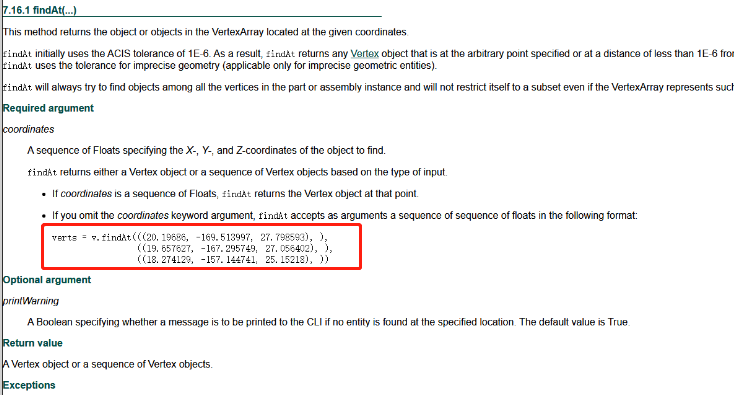 7.16.1 findAt(...)
This method returns the object or objects in the VertexArray located at the given coordinates.
findAt initially uses the ACIS tolerance of 1E-6. As a result, findAt returns any Vertex object that is at the arbitrary point specified or at a distance of less than 1E-6 from
findAt uses the tolerance for imprecise geometry (applicable only for imprecise geometric entities).
findAt will always try to find objects among all the vertices in the part or assembly instance and will not restrict itself to a subset even if the VertexArray represents such
Required argument
coordinates
A sequence of Floats specifying the X-, Y-, and Z-coordinates of the object to find.
findAt returns either a Vertex object or a sequence of Vertex objects based on the type of input.
• If coordinates is a sequence of Floats, findAt returns the Vertex object at that point.
• If you omit the coordinates keyword argument, findAt accepts as arguments a sequence of sequence of floats in the following format:
verts = v.findAt(((20.19686, -169.513997, 27.798593), ),
((19.657627, -167.295749, 27.056402), ),
((18.274129, -157.144741, 25.15218), ))
Optional argument
printWarning
A Boolean specifying whether a message is to be printed to the CLI if no entity is found at the specified location. The default value is True.
Return value
A Vertex object or a sequence of Vertex objects.
Exceptions